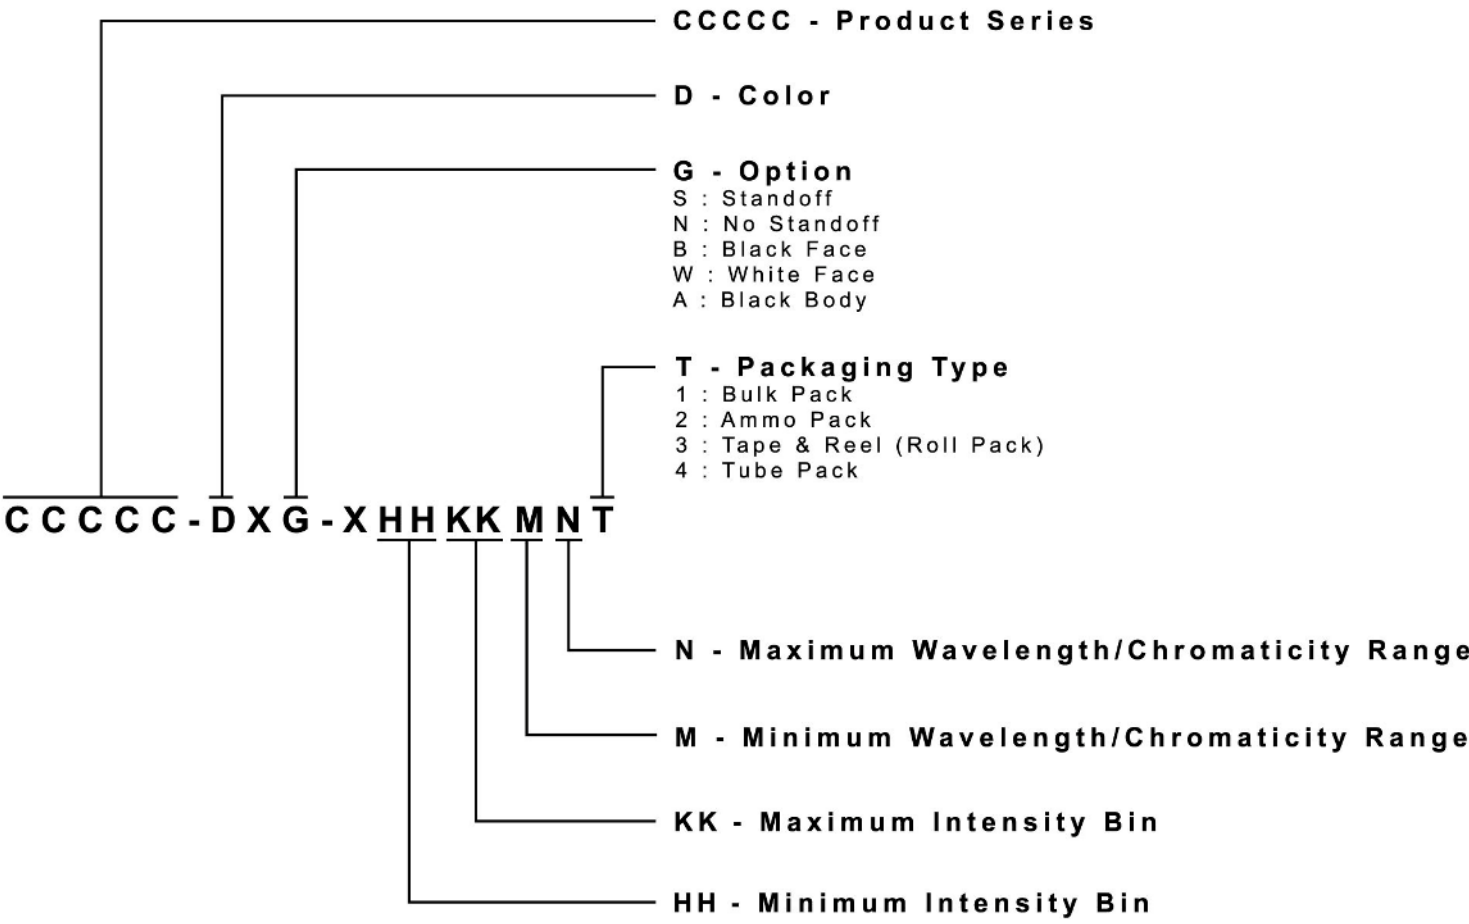 CCCCC - Product Series
D - Color
G - Option
S : Standoff
N : No Standoff
B : Black Face
W : White Face
A : Black Body
T - Packaging Type
1 : Bulk Pack
2 : Ammo Pack
3 : Tape & Reel (Roll Pack)
4 : Tube Pack
CCCCC-DXG-XHHKKMNT
N - Maximum Wavelength/Chromaticity Range
M - Minimum Wavelength/Chromaticity Range
KK - Maximum Intensity Bin
HH - Minimum Intensity Bin